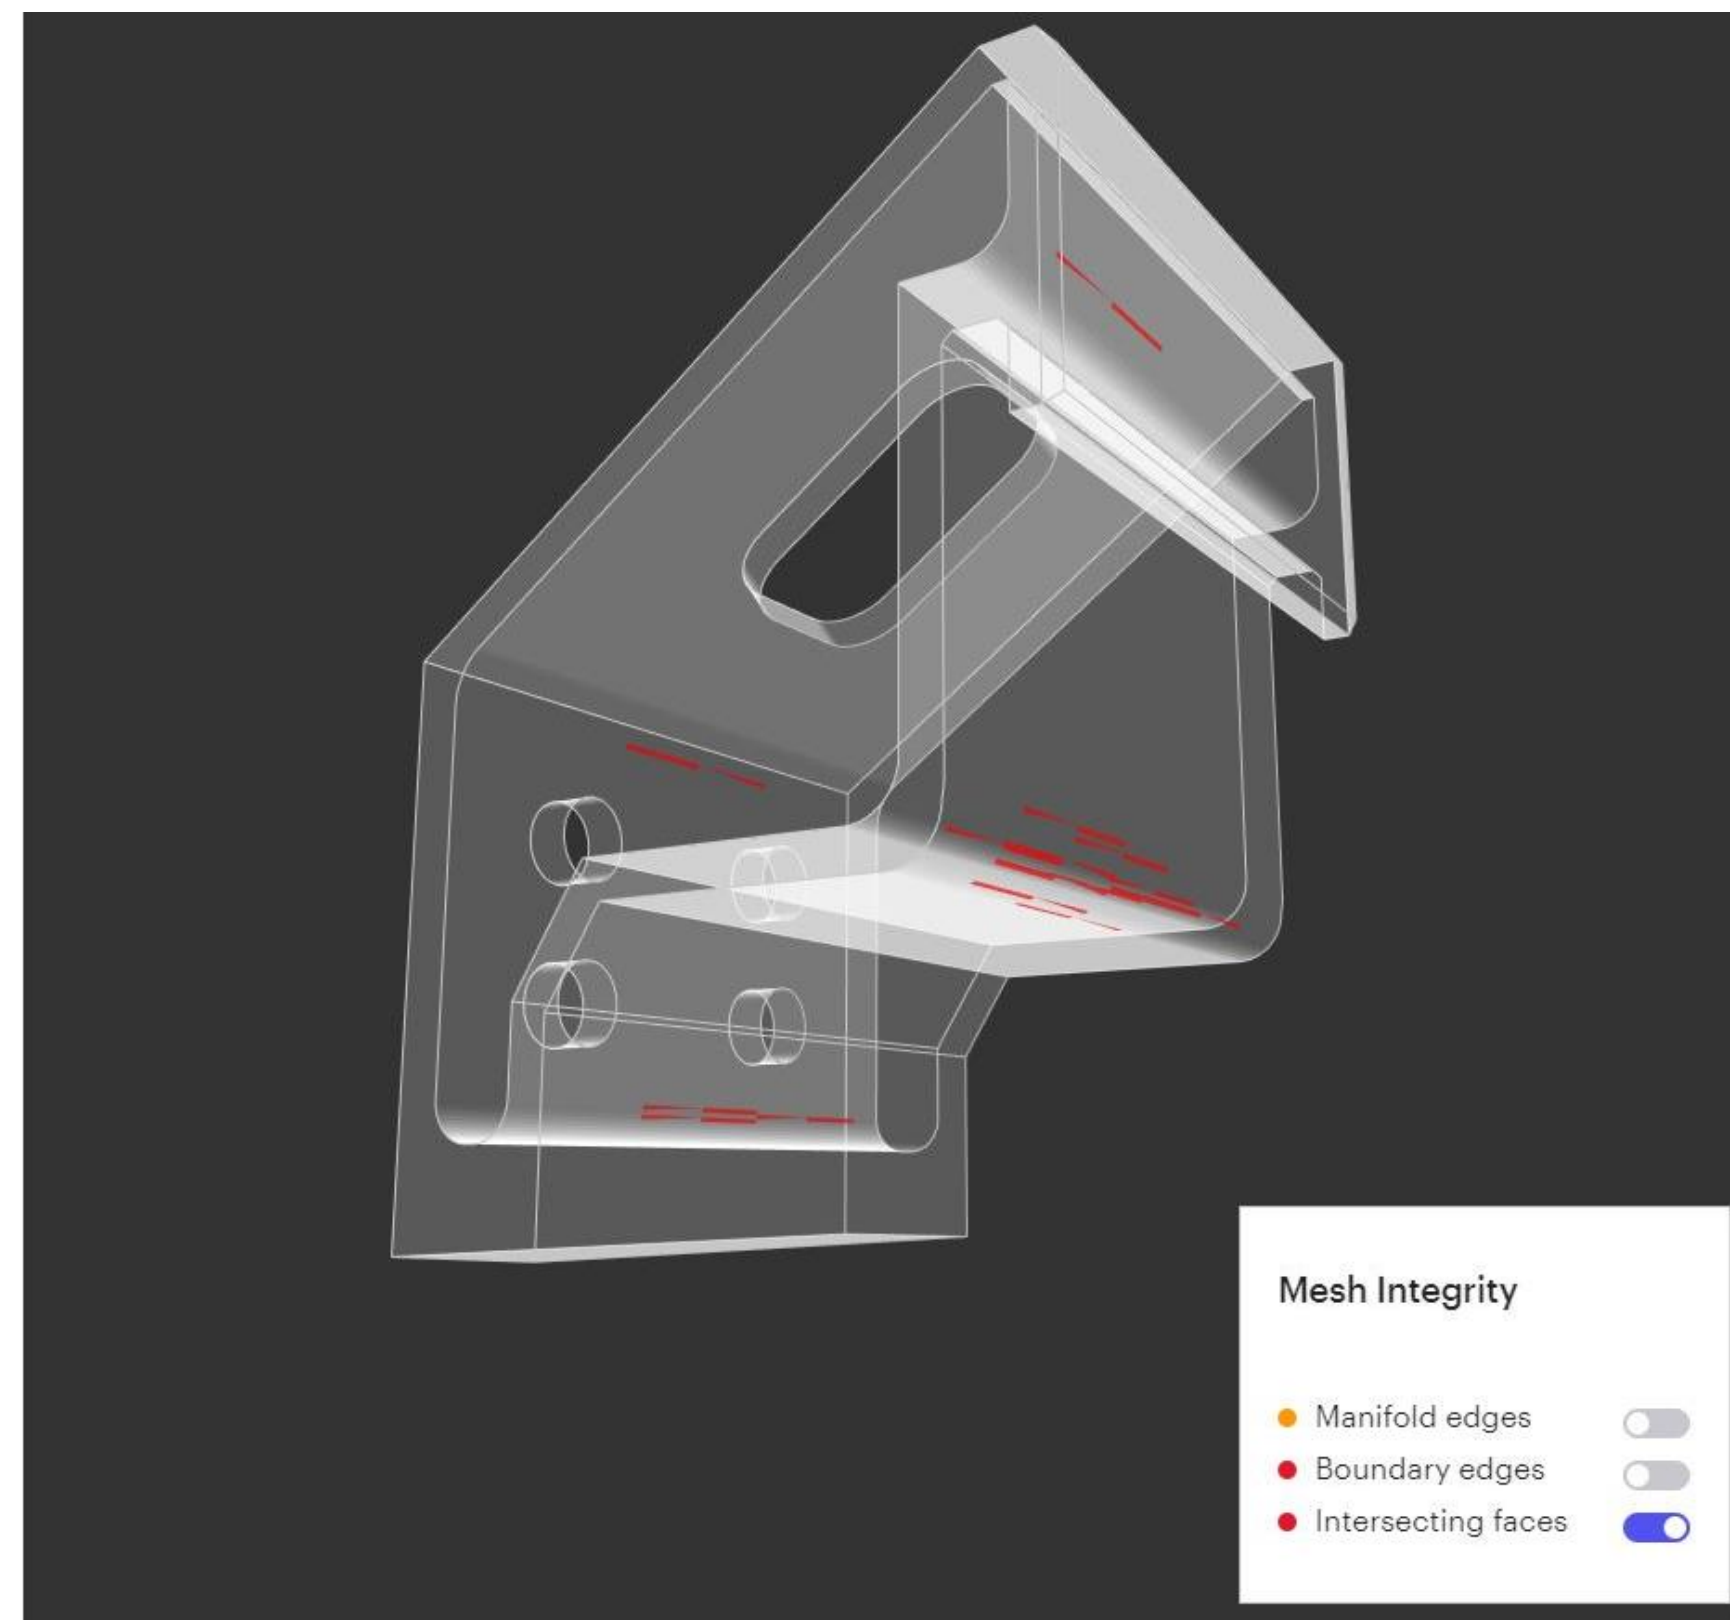 Mesh Integrity
Manifold edges
Boundary edges
Intersecting faces